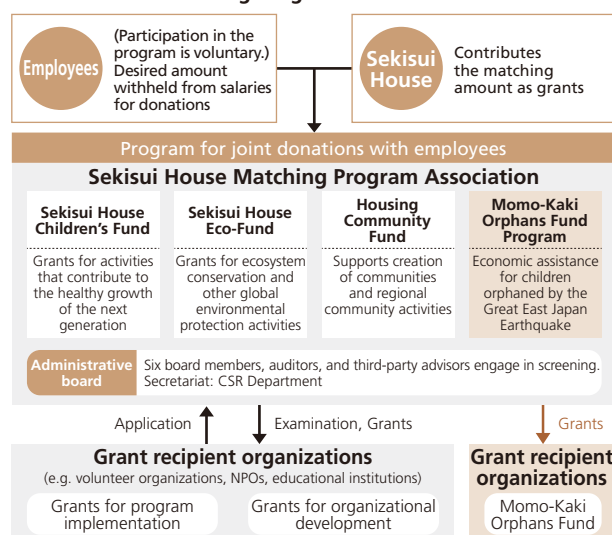 Employees
(Participation in the
program is voluntary.)
Desired amount
withheld from salaries
for donations
Sekisui
House
Contributes
the matching
amount as grants
Program for joint donations with employees
Sekisui House Matching Program Association
Sekisui House
Children's Fund
Grants for activities
that contribute to
the healthy growth
of the next
generation
Sekisui House
Eco-Fund
Grants for ecosystem
conservation and
other global
environmental
protection activities
Housing
Community
Fund
Supports creation
of communities
and regional
community activities
Momo-Kaki
Orphans Fund
Program
Economic assistance
for children
orphaned by the
Great East Japan
Earthquake
Administrative
board
Six board members, auditors, and third-party advisors engage in screening.
Secretariat: CSR Department
Application
Examination, Grants
Grants
Grant recipient organizations
(e.g. volunteer organizations, NPOs, educational institutions)
Grants for program
implementation
Grants for organizational
development
Grant recipient
organizations
Momo-Kaki
Orphans Fund